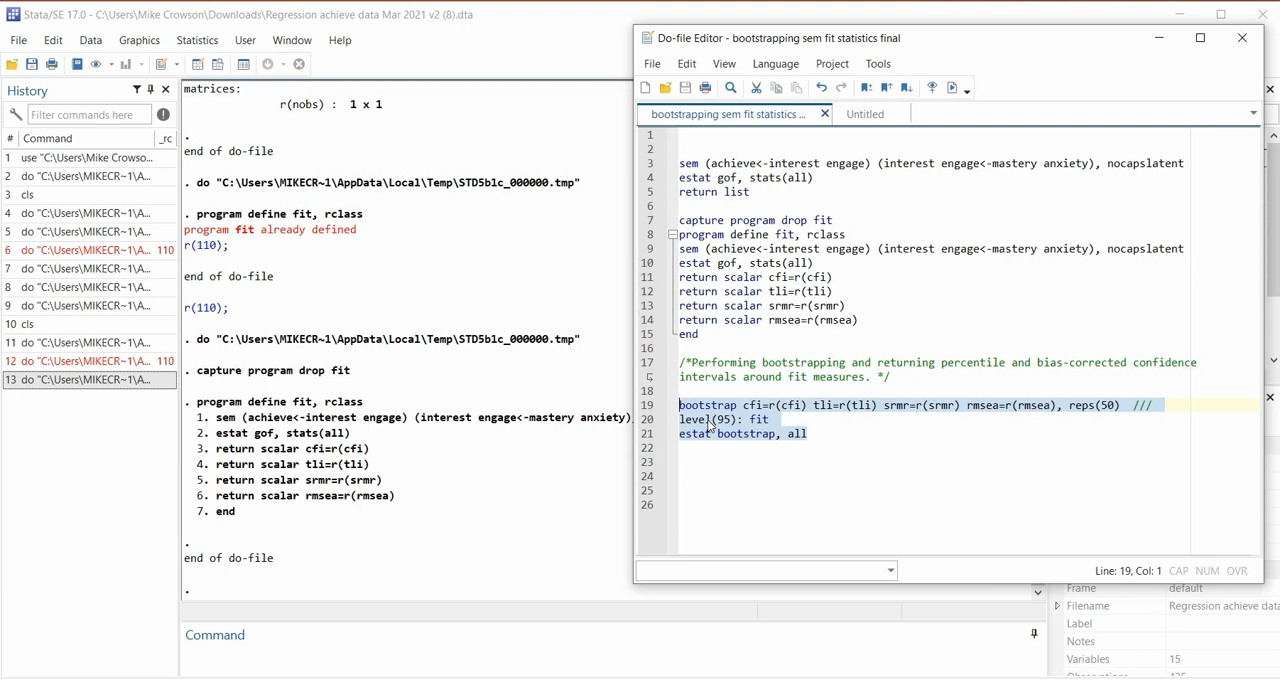 Stata/SE 17.0 - C:\Users\Mike Crowson\Downloads\Regression achieve data Mar 2021 v2 (8).dta
File Edit Data Graphics Statistics User Window Help
History
Filter commands here
# Command _rc
1 use "C:\Users\Mike Crowso...
2 do "C:\Users\MIKECR~1\A...
3 cls
4 do "C:\Users\MIKECR~1\A...
5 do "C:\Users\MIKECR~1\A...
6 do "C:\Users\MIKECR~1\A... 110
7 do "C:\Users\MIKECR~1\A...
8 do "C:\Users\MIKECR~1\A...
9 do "C:\Users\MIKECR~1\A...
10 cls
11 do "C:\Users\MIKECR~1\A...
12 do "C:\Users\MIKECR~1\A... 110
13 do "C:\Users\MIKECR~1\A...
matrices:
r(nobs) : 1 x 1
.
end of do-file
. do "C:\Users\MIKECR~1\AppData\Local\Temp\STD5b1c_000000.tmp"
. program define fit, rclass
program fit already defined
r(110);
end of do-file
r(110);
. do "C:\Users\MIKECR~1\AppData\Local\Temp\STD5b1c_000000.tmp"
. capture program drop fit
. program define fit, rclass
1. sem (achieve<-interest engage) (interest engage<-mastery anxiety)
2. estat gof, stats(all)
3. return scalar cfi=r(cfi)
4. return scalar tli=r(tli)
5. return scalar srmr=r(srmr)
6. return scalar rmsea=r(rmsea)
7. end
.
end of do-file
.
Command
Do-file Editor - bootstrapping sem fit statistics final
File Edit View Language Project Tools
bootstrapping sem fit statistics ... Untitled
1
2
3 sem (achieve<-interest engage) (interest engage<-mastery anxiety), nocapslatent
4 estat gof, stats(all)
5 return list
6
7 capture program drop fit
8 program define fit, rclass
9 sem (achieve<-interest engage) (interest engage<-mastery anxiety), nocapslatent
10 estat gof, stats(all)
11 return scalar cfi=r(cfi)
12 return scalar tli=r(tli)
13 return scalar srmr=r(srmr)
14 return scalar rmsea=r(rmsea)
15 end
16
17 /*Performing bootstrapping and returning percentile and bias-corrected confidence
intervals around fit measures. */
18
19 bootstrap cfi=r(cfi) tli=r(tli) srmr=r(srmr) rmsea=r(rmsea), reps(50) ///
20 level(95): fit
21 estat bootstrap, all
22
23
24
25
26
Line: 19, Col: 1 CAP NUM OVR
Frame default
Filename Regression achieve data
Label
Notes
Variables 15